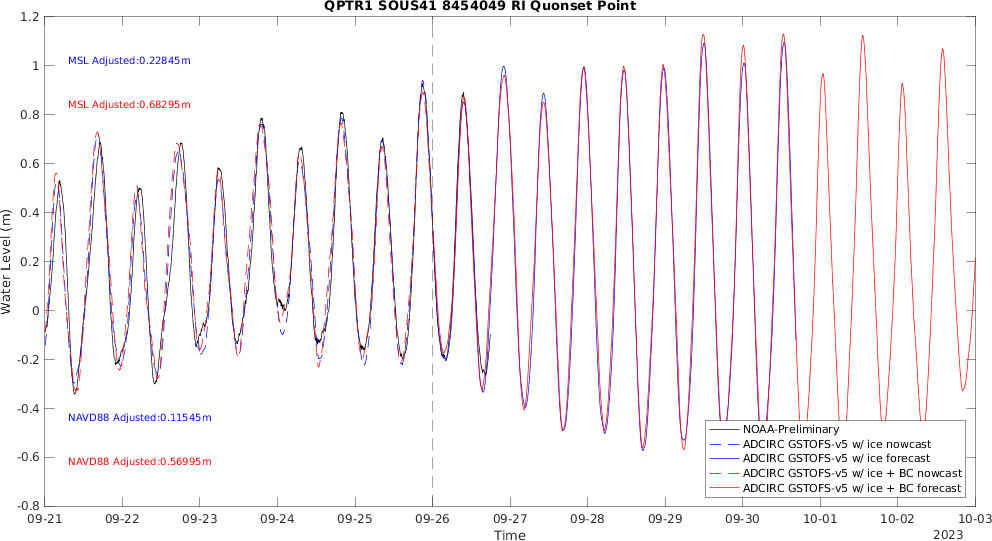 QPTR1 SOUS41 8454049 RI Quonset Point
1.2
1
0.8
0.6
0.4
0.2
0
-0.2
-0.4
-0.6
-0.8
Water Level (m)
MSL Adjusted:0.22845m
MSL Adjusted:0.68295m
NAVD88 Adjusted:0.11545m
NAVD88 Adjusted:0.56995m
NOAA-Preliminary
ADCIRC GSTOFS-v5 w/ ice nowcast
ADCIRC GSTOFS-v5 w/ ice forecast
ADCIRC GSTOFS-v5 w/ ice + BC nowcast
ADCIRC GSTOFS-v5 w/ ice + BC forecast
09-21 09-22 09-23 09-24 09-25 09-26 09-27 09-28 09-29 09-30 10-01 10-02 10-03
Time
2023